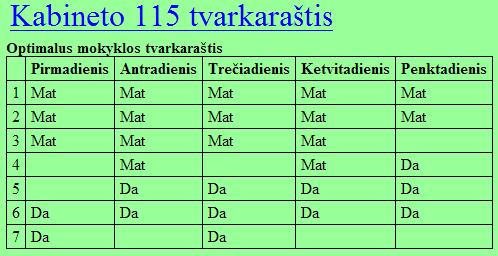 Kabineto 115 tvarkaraštis
Optimalus mokyklos tvarkaraštis
Pirmadienis Antradienis Trečiadienis Ketvitadienis Penktadienis
1 Mat Mat Mat Mat Mat
2 Mat Mat Mat Mat Mat
3 Mat Mat Mat Mat
4 Mat Mat Da
5 Da Da Da Da
6 Da Da Da Da Da
7 Da Da